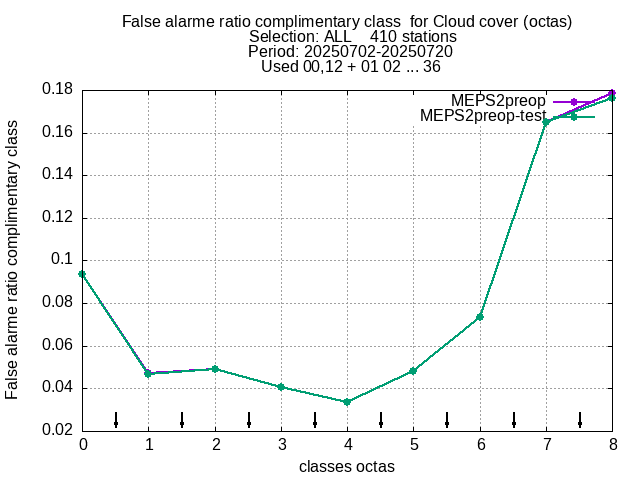 False alarme ratio complimentary class  for Cloud cover (octas)
Selection: ALL    410 stations
Period: 20250702-20250720
Used 00,12 + 01 02 ... 36
MEPS2preop
MEPS2preop-test
False alarme ratio complimentary class
0.18
0.16
0.14
0.12
0.1
0.08
0.06
0.04
0.02
0 1 2 3 4 5 6 7 8
classes octas